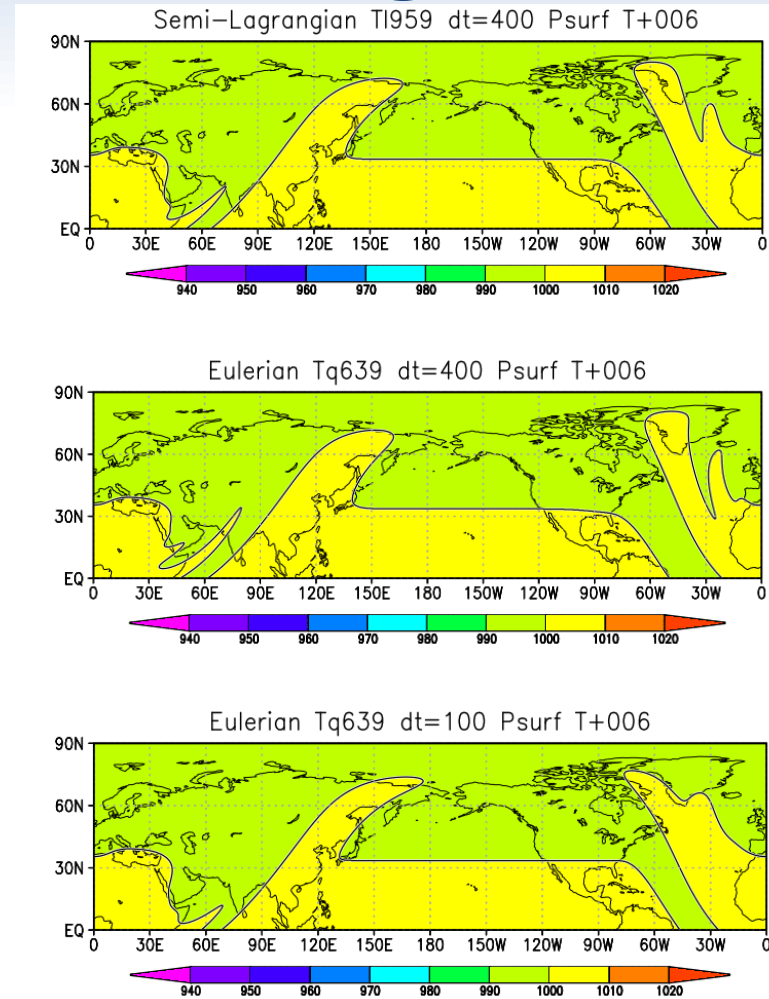 Semi-Lagrangian Tl959 dt=400 Psurf T+006
90N
60N
30N
EQ
0 30E 60E 90E 120E 150E 180 150W 120W 90W 60W 30W 0
940 950 960 970 980 990 1000 1010 1020
Eulerian Tq639 dt=400 Psurf T+006
90N
60N
30N
EQ
0 30E 60E 90E 120E 150E 180 150W 120W 90W 60W 30W 0
940 950 960 970 980 990 1000 1010 1020
Eulerian Tq639 dt=100 Psurf T+006
90N
60N
30N
EQ
0 30E 60E 90E 120E 150E 180 150W 120W 90W 60W 30W 0
940 950 960 970 980 990 1000 1010 1020